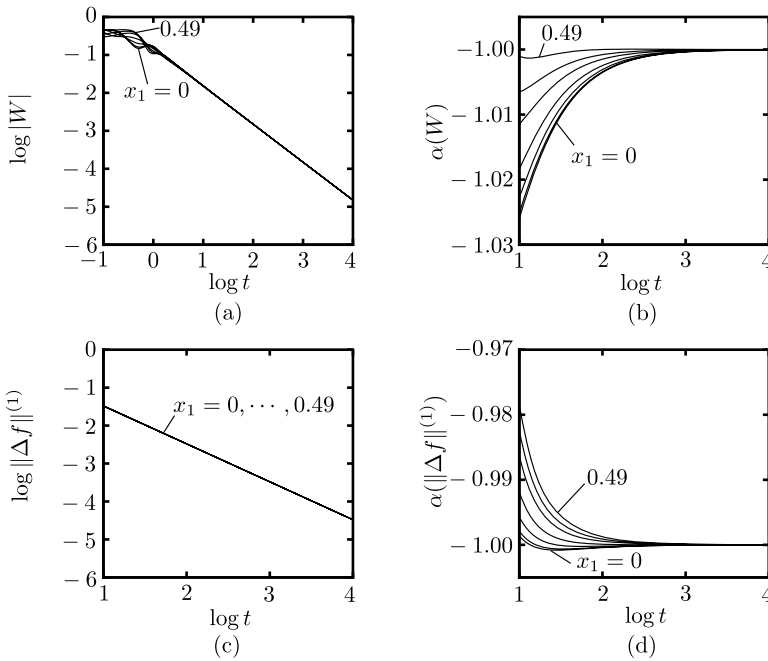 0
−1
−2
−3
−4
−5
−6
−1
0
1
2
3
4
log |W|
log t
0.49
x₁ = 0
(a)
−1.00
−1.01
−1.02
−1.03
1
2
3
4
α(W)
log t
0.49
x₁ = 0
(b)
0
−1
−2
−3
−4
−5
−6
1
2
3
4
log ‖Δf‖⁽¹⁾
log t
x₁ = 0, ⋯ , 0.49
(c)
−0.97
−0.98
−0.99
−1.00
1
2
3
4
α(‖Δf‖⁽¹⁾)
log t
0.49
x₁ = 0
(d)